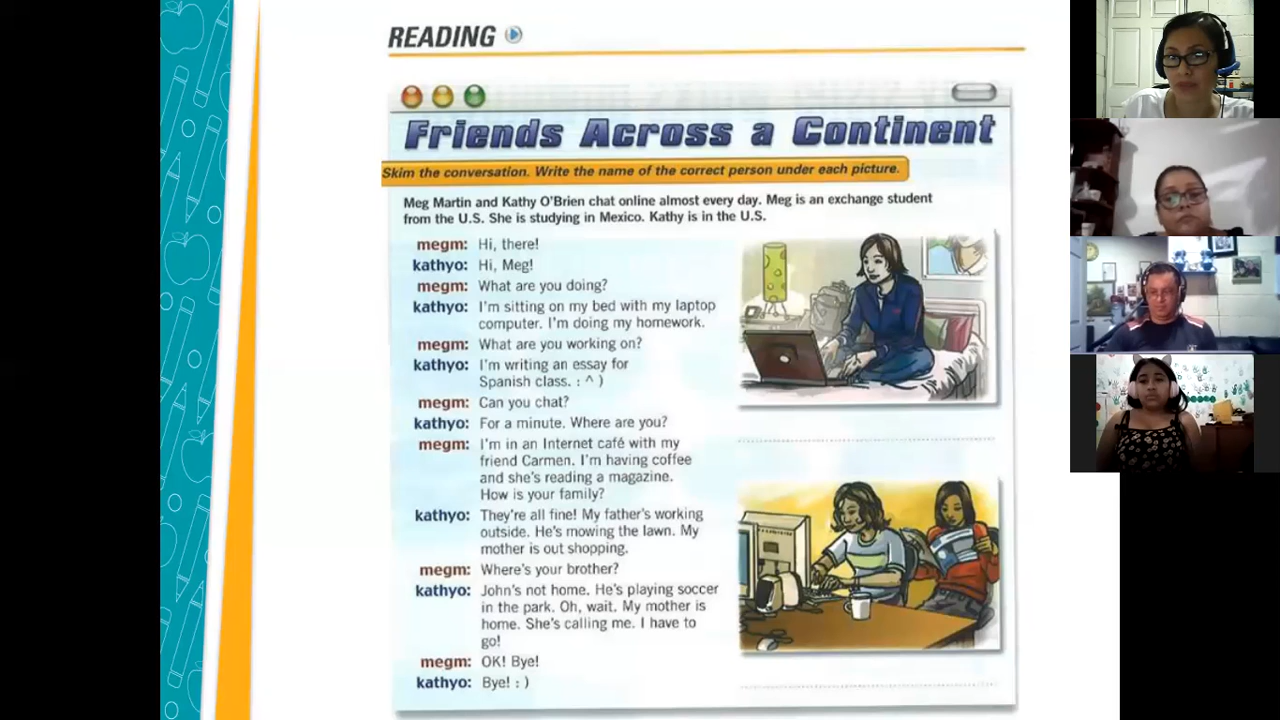 READING
Friends Across a Continent
Skim the conversation. Write the name of the correct person under each picture.
Meg Martin and Kathy O'Brien chat online almost every day. Meg is an exchange student
from the U.S. She is studying in Mexico. Kathy is in the U.S.
megm: Hi, there!
kathyo: Hi, Meg!
megm: What are you doing?
kathyo: I'm sitting on my bed with my laptop
computer. I'm doing my homework.
megm: What are you working on?
kathyo: I'm writing an essay for
Spanish class. : ^ )
megm: Can you chat?
kathyo: For a minute. Where are you?
megm: I'm in an Internet café with my
friend Carmen. I'm having coffee
and she's reading a magazine.
How is your family?
kathyo: They're all fine! My father's working
outside. He's mowing the lawn. My
mother is out shopping.
megm: Where's your brother?
kathyo: John's not home. He's playing soccer
in the park. Oh, wait. My mother is
home. She's calling me. I have to
go!
megm: OK! Bye!
kathyo: Bye! : )